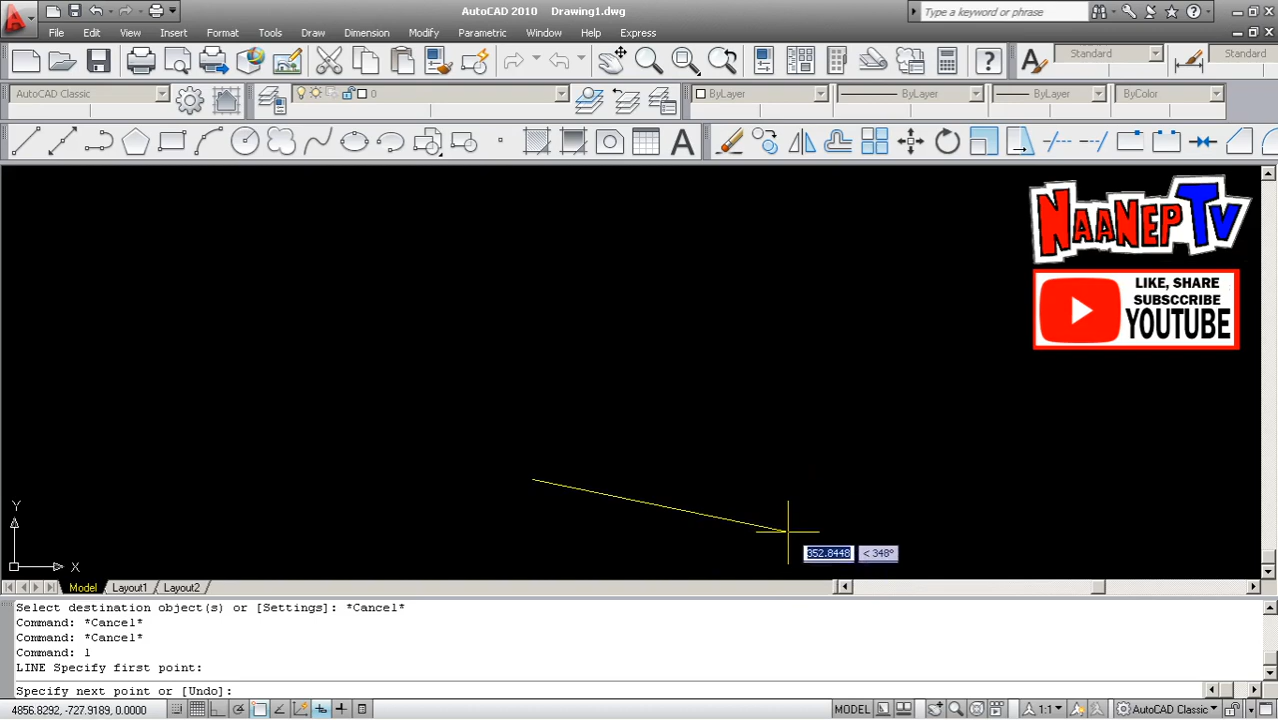 AutoCAD 2010 Drawing1.dwg
Type a keyword or phrase
File Edit View Insert Format Tools Draw Dimension Modify Parametric Window Help Express
Standard Standard
AutoCAD Classic 0 ByLayer ByLayer ByLayer ByColor
NAANEP TV
LIKE, SHARE
SUBSCCRIBE
YOUTUBE
Y
352.8448 < 348°
X
Model Layout1 Layout2
Select destination object(s) or [Settings]: *Cancel*
Command: *Cancel*
Command: *Cancel*
Command: l
LINE Specify first point:
Specify next point or [Undo]:
4856.8292, -727.9189, 0.0000 MODEL 1:1 AutoCAD Classic